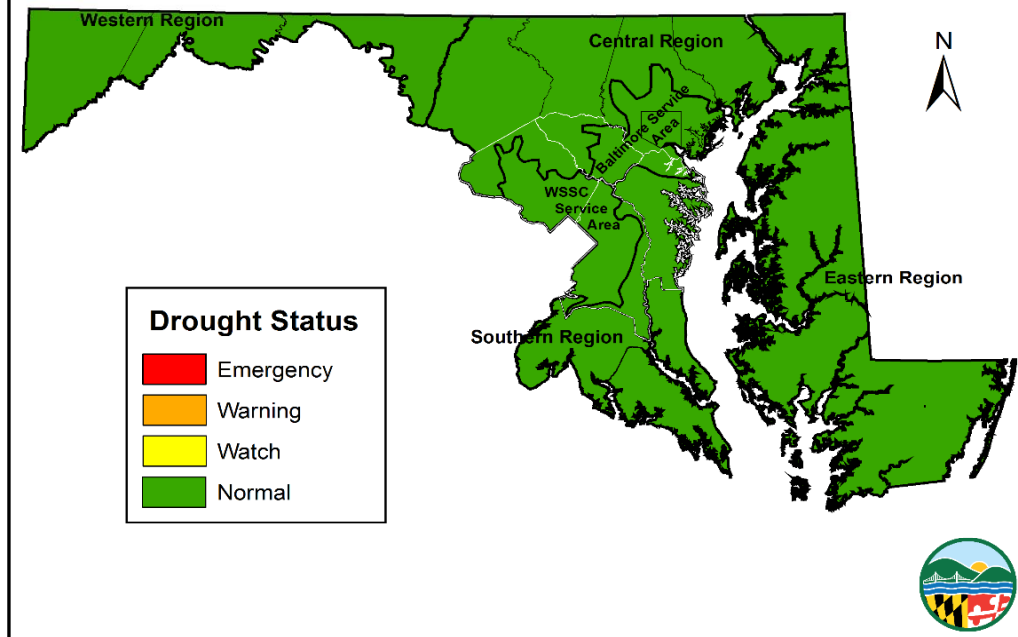 Western Region
Central Region
N
Baltimore Service
Area
WSSC
Service
Area
Eastern Region
Southern Region
Drought Status
Emergency
Warning
Watch
Normal